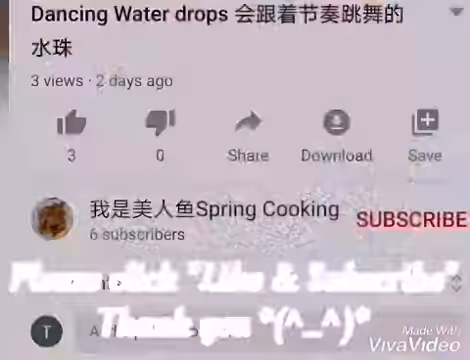 Dancing Water drops 会跟着节奏跳舞的
水珠
3 views · 2 days ago
3 0 Share Download Save
我是美人鱼Spring Cooking
6 subscribers
SUBSCRIBE
Please click "Like & Subscribe"
Thank you *(^_^)*
T
Made With
VivaVideo